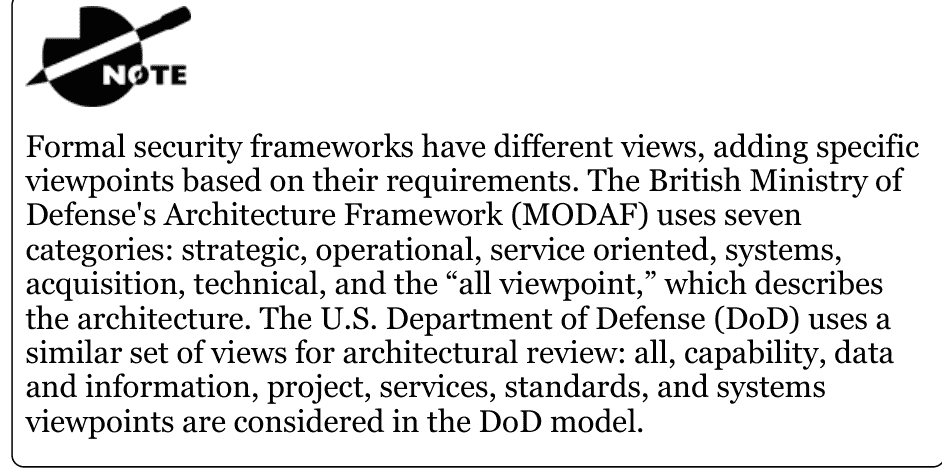 NOTE
Formal security frameworks have different views, adding specific
viewpoints based on their requirements. The British Ministry of
Defense's Architecture Framework (MODAF) uses seven
categories: strategic, operational, service oriented, systems,
acquisition, technical, and the “all viewpoint,” which describes
the architecture. The U.S. Department of Defense (DoD) uses a
similar set of views for architectural review: all, capability, data
and information, project, services, standards, and systems
viewpoints are considered in the DoD model.